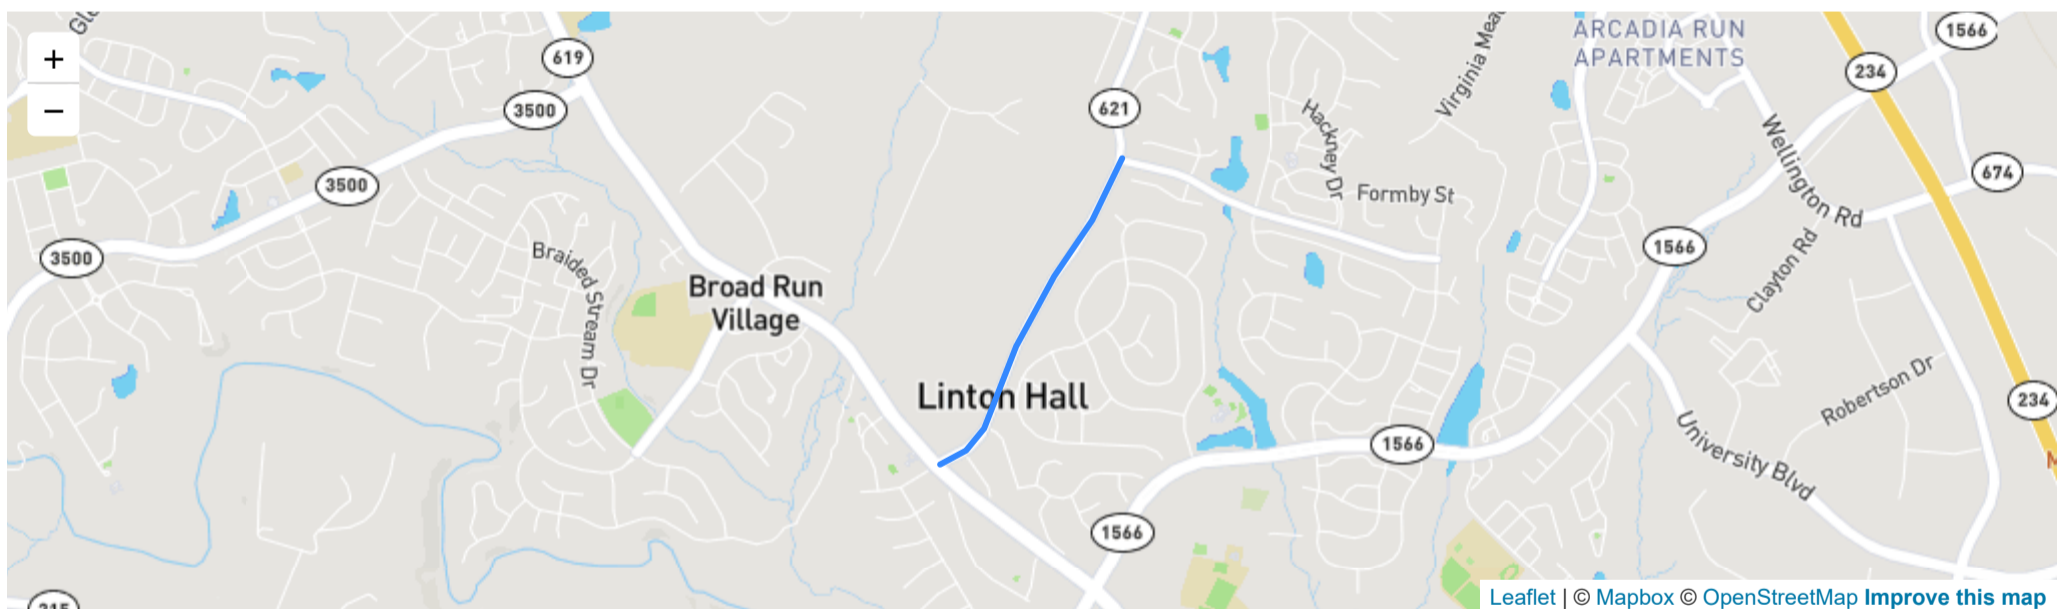 Gle
+
−
619
3500
3500
3500
Braided Stream Dr
Broad Run
Village
621
Hackney Dr
Formby St
Virginia Mea
ARCADIA RUN
APARTMENTS
1566
234
Wellington Rd
674
1566
Clayton Rd
Linton Hall
1566
1566
University Blvd
Robertson Dr
234
M
215
Leaflet | © Mapbox © OpenStreetMap Improve this map